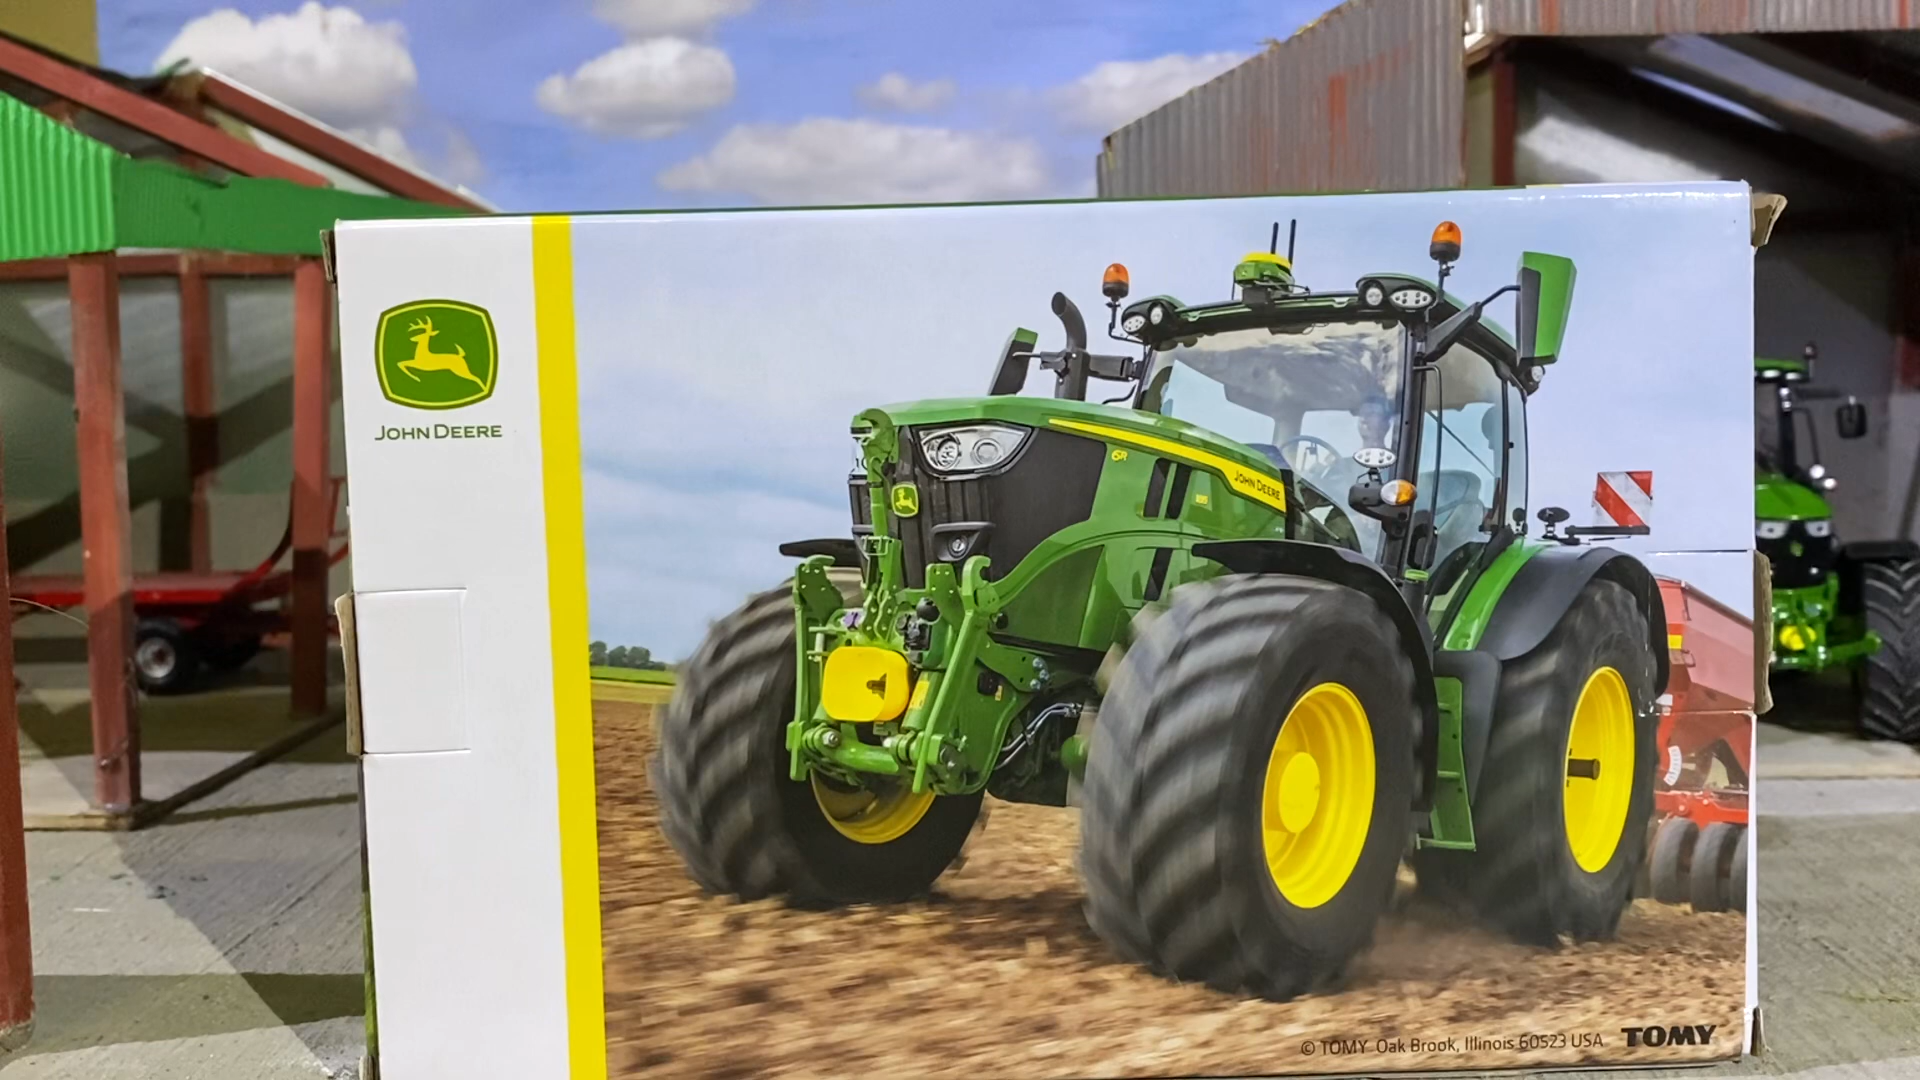 JOHN DEERE
6R
JOHN DEERE
© TOMY Oak Brook, Illinois 60523 USA TOMY